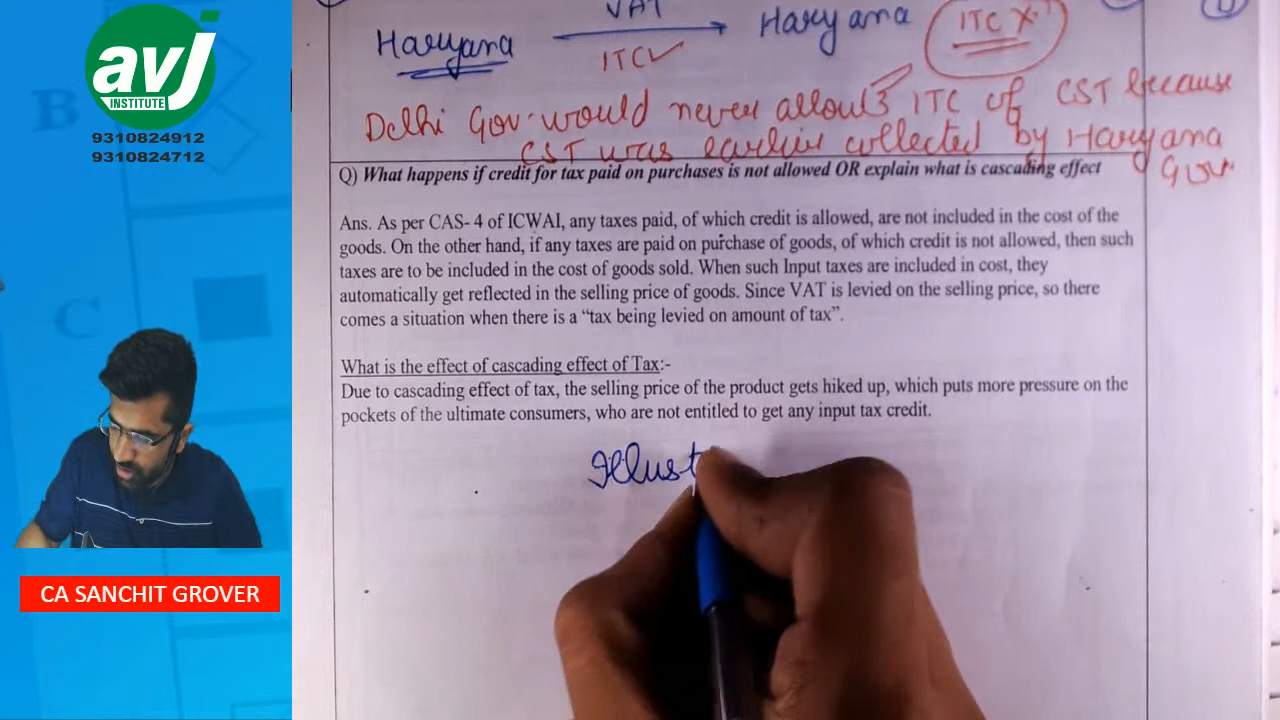 avj
INSTITUTE
9310824912
9310824712
VAT
Haryana
Haryana
ITC X
ITC✓
Delhi Gov. would never allow ITC of CST because
CST was earlier collected by Haryana
Gov
Q) What happens if credit for tax paid on purchases is not allowed OR explain what is cascading effect
Ans. As per CAS- 4 of ICWAI, any taxes paid, of which credit is allowed, are not included in the cost of the
goods. On the other hand, if any taxes are paid on purchase of goods, of which credit is not allowed, then such
taxes are to be included in the cost of goods sold. When such Input taxes are included in cost, they
automatically get reflected in the selling price of goods. Since VAT is levied on the selling price, so there
comes a situation when there is a “tax being levied on amount of tax”.
What is the effect of cascading effect of Tax:-
Due to cascading effect of tax, the selling price of the product gets hiked up, which puts more pressure on the
pockets of the ultimate consumers, who are not entitled to get any input tax credit.
Illust
B
C
CA SANCHIT GROVER